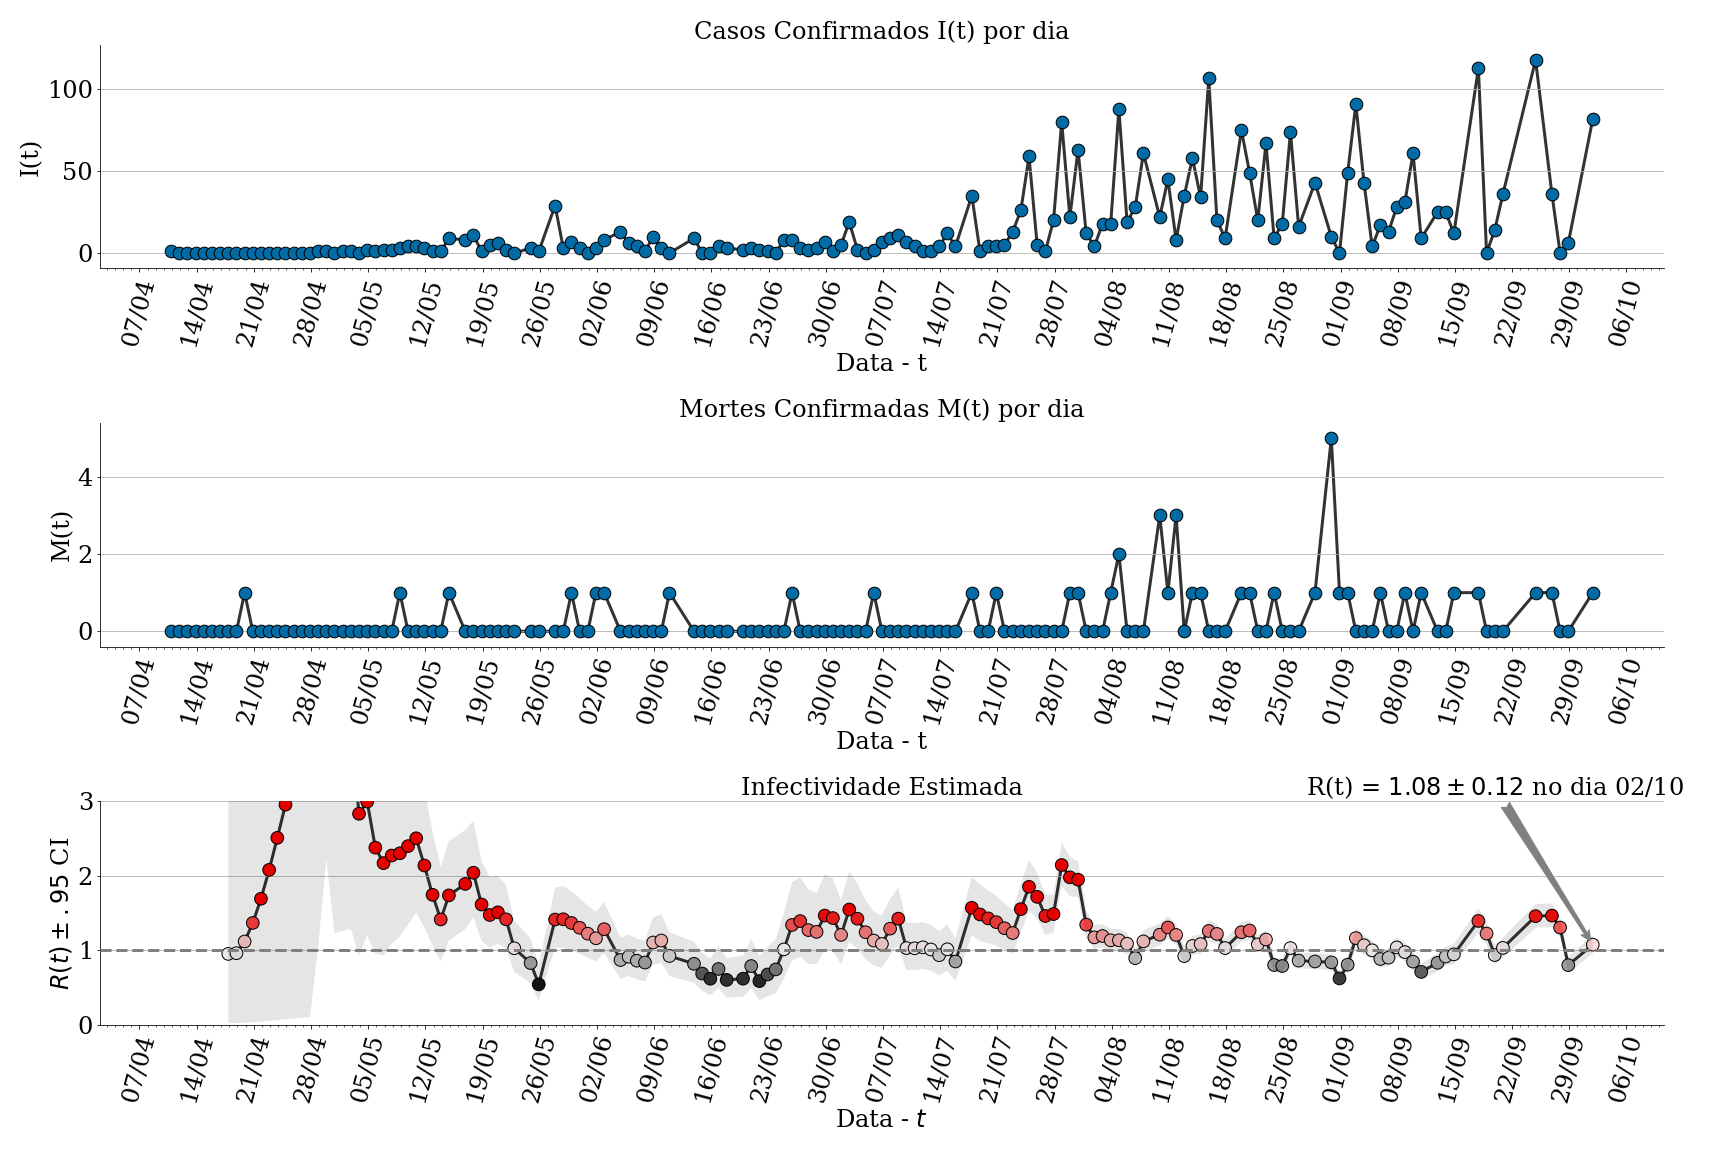 Casos Confirmados I(t) por dia
100
50
0
I(t)
07/04 14/04 21/04 28/04 05/05 12/05 19/05 26/05 02/06 09/06 16/06 23/06 30/06 07/07 14/07 21/07 28/07 04/08 11/08 18/08 25/08 01/09 08/09 15/09 22/09 29/09 06/10
Data - t
Mortes Confirmadas M(t) por dia
4
2
0
M(t)
07/04 14/04 21/04 28/04 05/05 12/05 19/05 26/05 02/06 09/06 16/06 23/06 30/06 07/07 14/07 21/07 28/07 04/08 11/08 18/08 25/08 01/09 08/09 15/09 22/09 29/09 06/10
Data - t
Infectividade Estimada
R(t) = 1.08 ± 0.12 no dia 02/10
3
2
1
0
R(t) ± .95 CI
07/04 14/04 21/04 28/04 05/05 12/05 19/05 26/05 02/06 09/06 16/06 23/06 30/06 07/07 14/07 21/07 28/07 04/08 11/08 18/08 25/08 01/09 08/09 15/09 22/09 29/09 06/10
Data - t